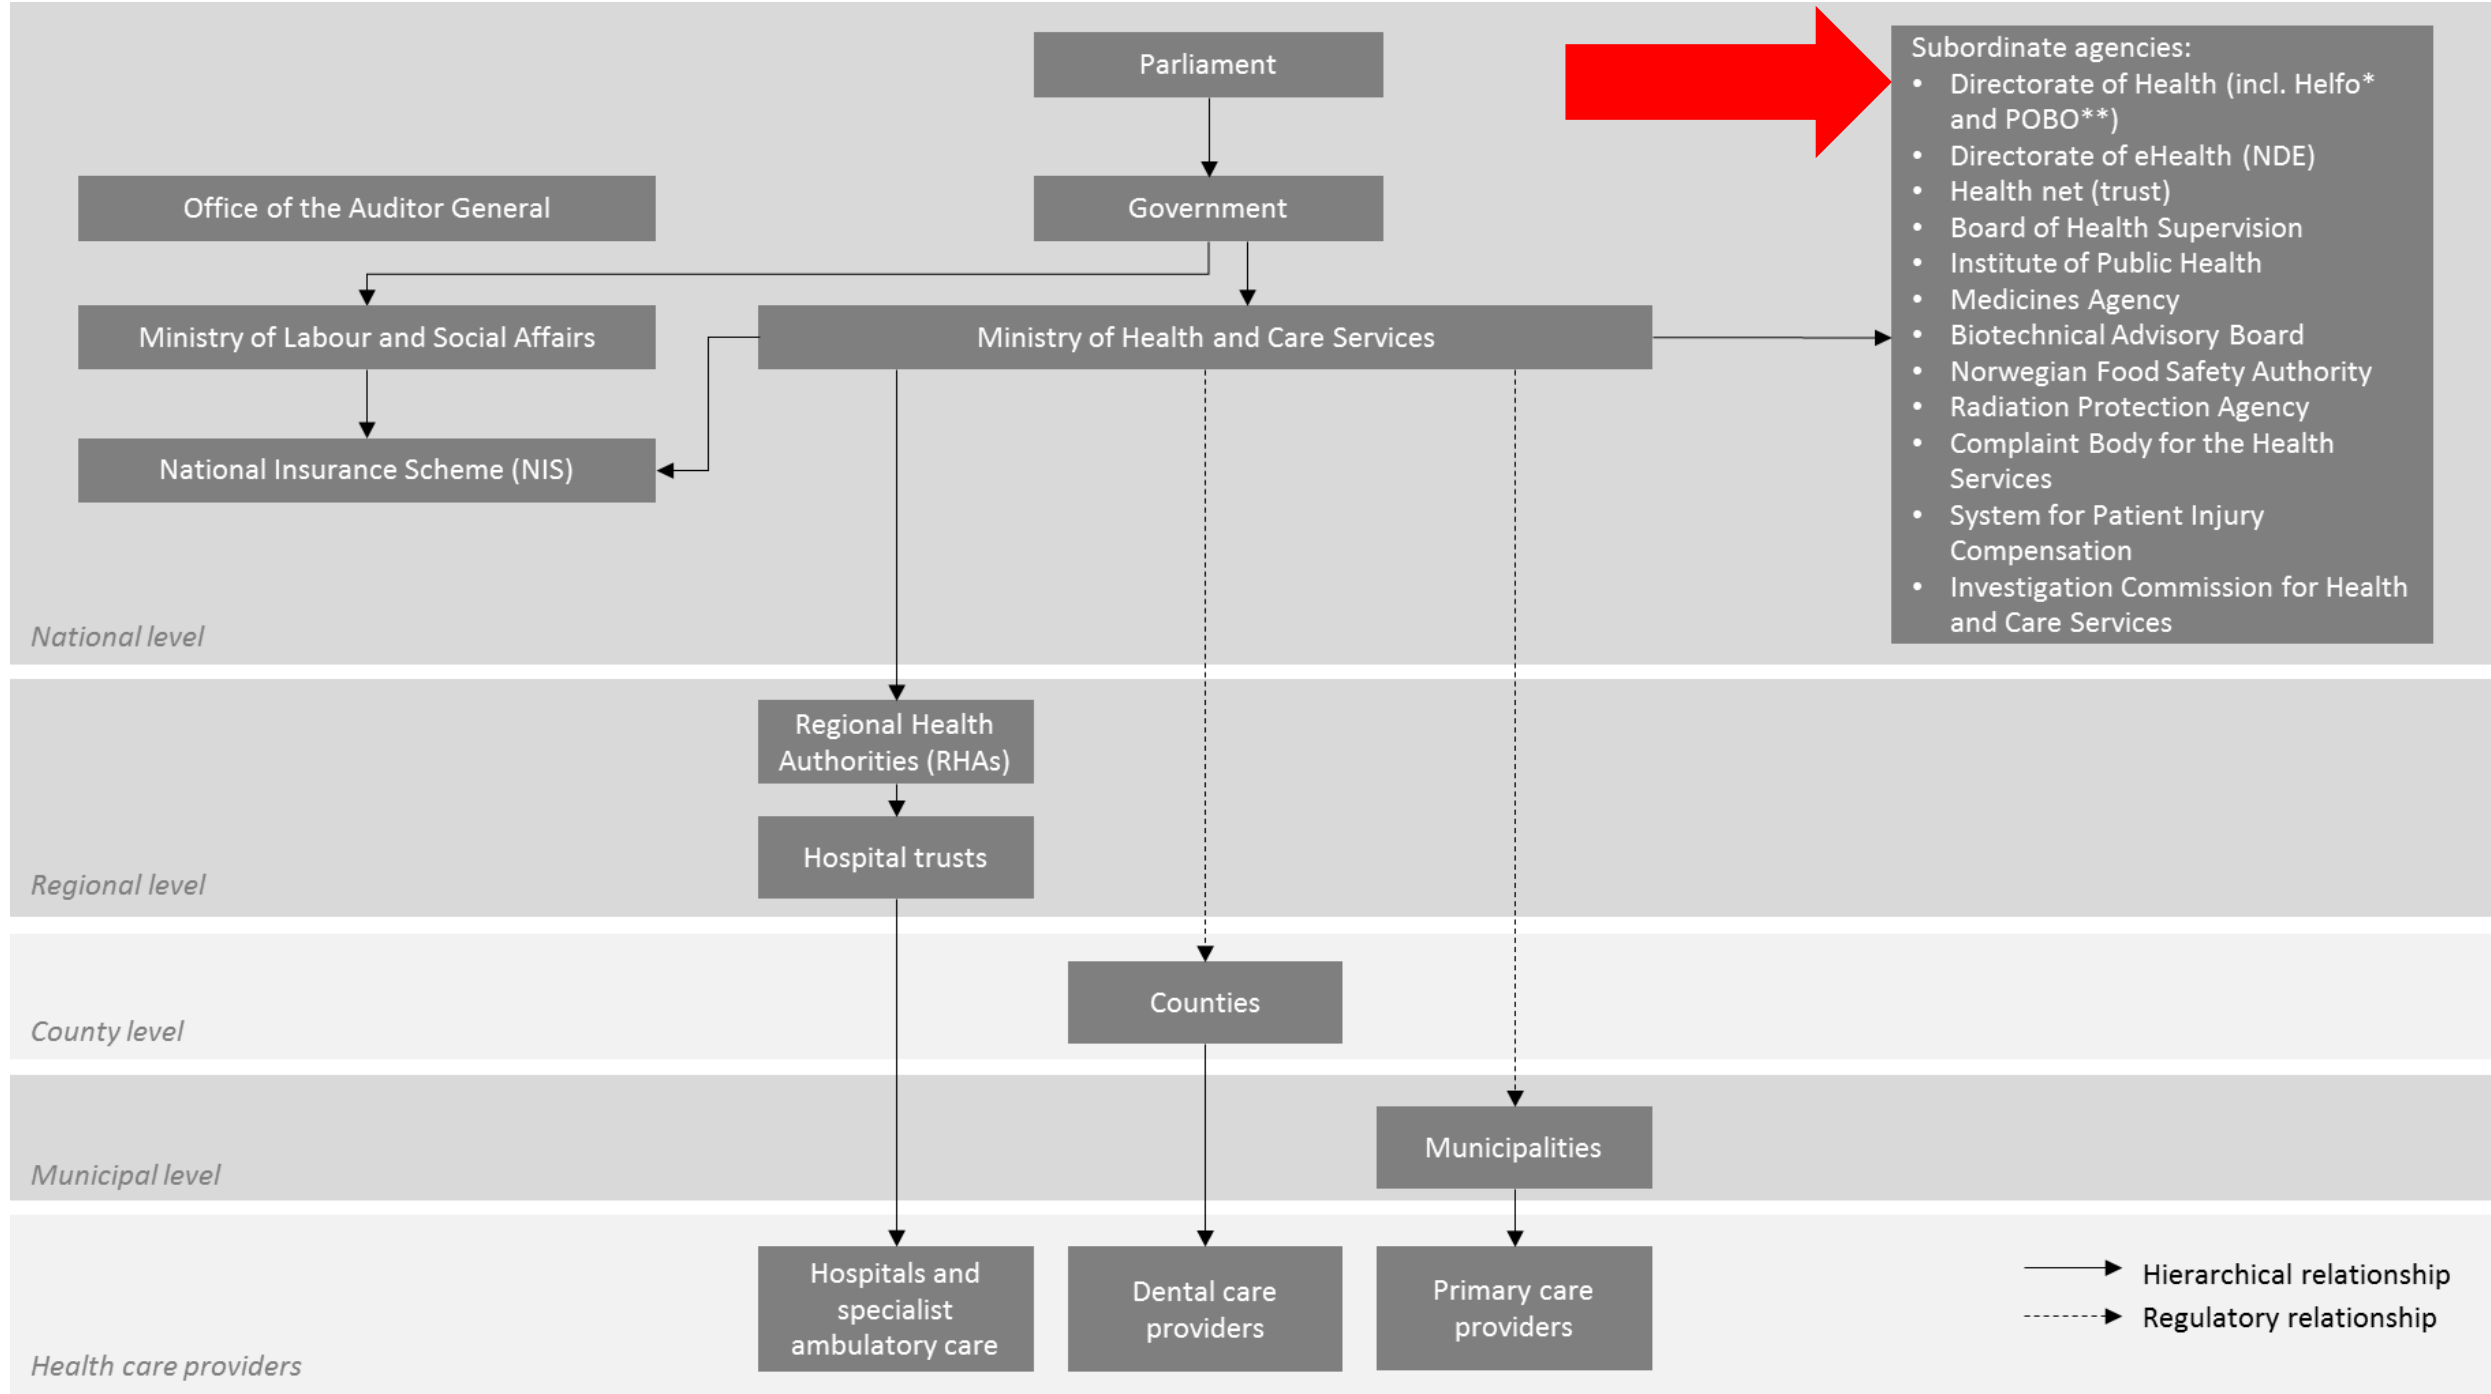 Parliament
Subordinate agencies:
• Directorate of Health (incl. Helfo*
and POBO**)
• Directorate of eHealth (NDE)
• Health net (trust)
• Board of Health Supervision
• Institute of Public Health
• Medicines Agency
• Biotechnical Advisory Board
• Norwegian Food Safety Authority
• Radiation Protection Agency
• Complaint Body for the Health
Services
• System for Patient Injury
Compensation
• Investigation Commission for Health
and Care Services
Office of the Auditor General
Government
Ministry of Labour and Social Affairs
Ministry of Health and Care Services
National Insurance Scheme (NIS)
National level
Regional Health
Authorities (RHAs)
Hospital trusts
Regional level
Counties
County level
Municipalities
Municipal level
Hospitals and
specialist
ambulatory care
Dental care
providers
Primary care
providers
Hierarchical relationship
Regulatory relationship
Health care providers